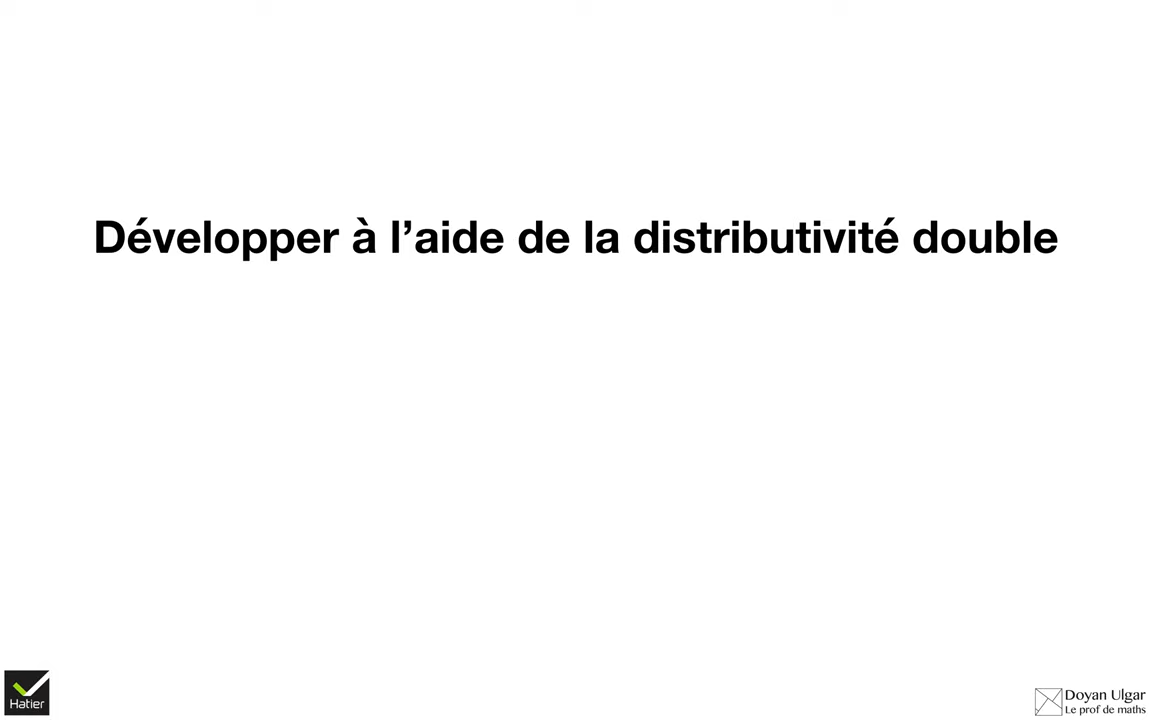 Développer à l’aide de la distributivité double
Hatier
Doyan Ulgar
Le prof de maths